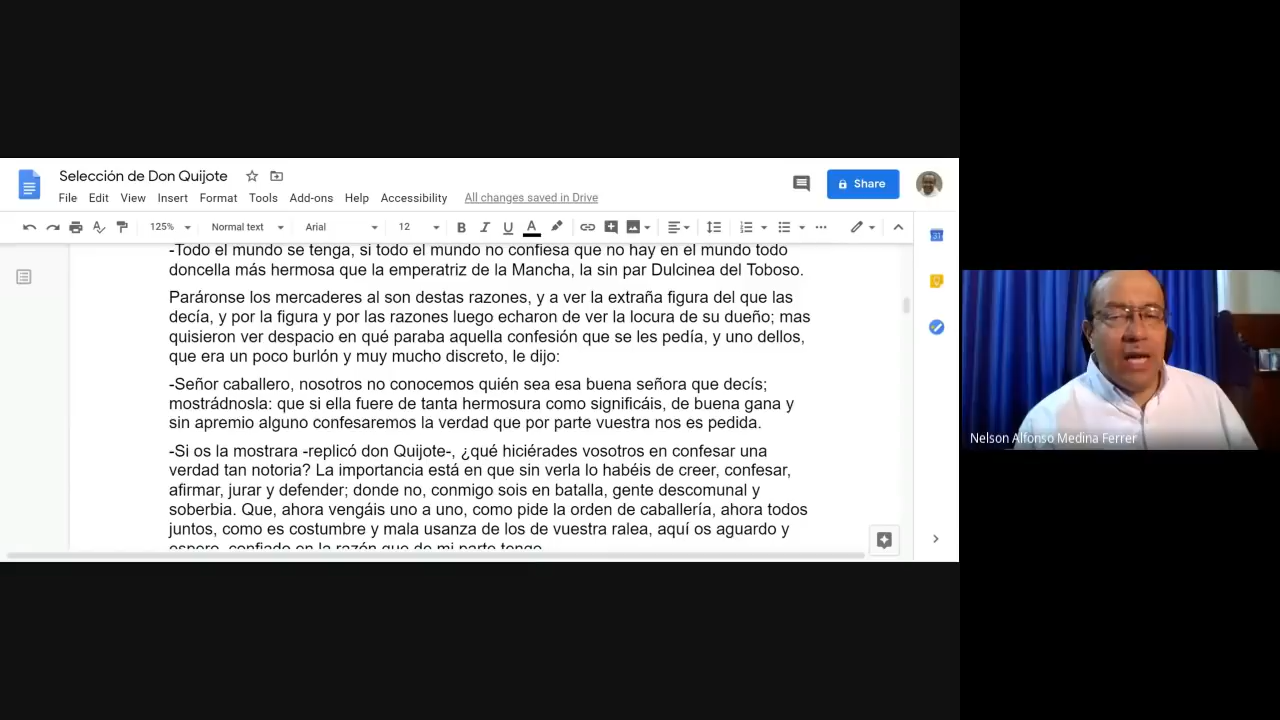 Selección de Don Quijote
File Edit View Insert Format Tools Add-ons Help Accessibility All changes saved in Drive
Share
125% Normal text Arial 12 B I U A
31
-Todo el mundo se tenga, si todo el mundo no confiesa que no hay en el mundo todo
doncella más hermosa que la emperatriz de la Mancha, la sin par Dulcinea del Toboso.
Paráronse los mercaderes al son destas razones, y a ver la extraña figura del que las
decía, y por la figura y por las razones luego echaron de ver la locura de su dueño; mas
quisieron ver despacio en qué paraba aquella confesión que se les pedía, y uno dellos,
que era un poco burlón y muy mucho discreto, le dijo:
-Señor caballero, nosotros no conocemos quién sea esa buena señora que decís;
mostrádnosla: que si ella fuere de tanta hermosura como significáis, de buena gana y
sin apremio alguno confesaremos la verdad que por parte vuestra nos es pedida.
-Si os la mostrara -replicó don Quijote-, ¿qué hiciérades vosotros en confesar una
verdad tan notoria? La importancia está en que sin verla lo habéis de creer, confesar,
afirmar, jurar y defender; donde no, conmigo sois en batalla, gente descomunal y
soberbia. Que, ahora vengáis uno a uno, como pide la orden de caballería, ahora todos
juntos, como es costumbre y mala usanza de los de vuestra ralea, aquí os aguardo y
espero, confiado en la razón que de mi parte tengo.
Nelson Alfonso Medina Ferrer